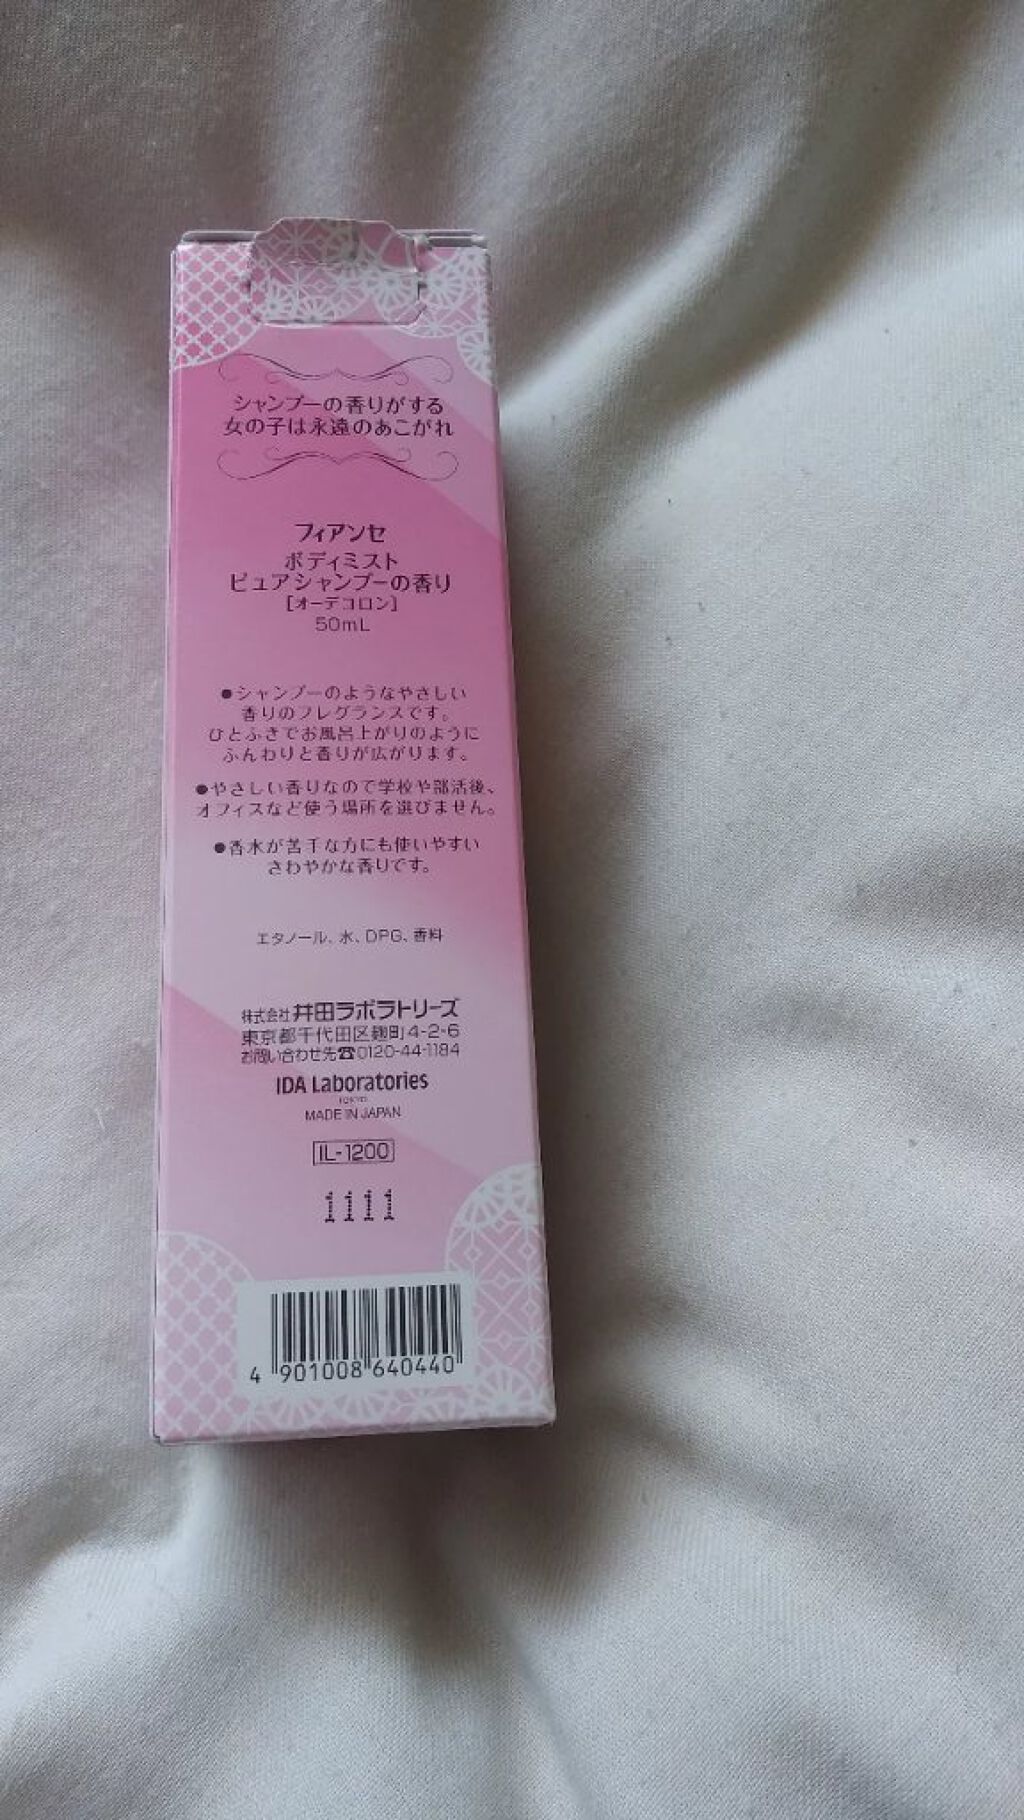 シャンプーの香りがする
女の子は永遠のあこがれ
フィアンセ
ボディミスト
ピュアシャンプーの香り
[オーデコロン]
50mL
●シャンプーのようなやさしい
香りのフレグランスです。
ひとふきでお風呂上がりのように
ふんわりと香りが広がります。
●やさしい香りなので学校や部活後、
オフィスなど使う場所を選びません。
●香水が苦手な方にも使いやすい
さわやかな香りです。
エタノール、水、DPG、香料
株式会社 井田ラボラトリーズ
東京都千代田区麹町4-2-6
お問い合わせ先☎0120-44-1184
IDA Laboratories
TOKYO
MADE IN JAPAN
IL-1200
1111
4 901008 640440